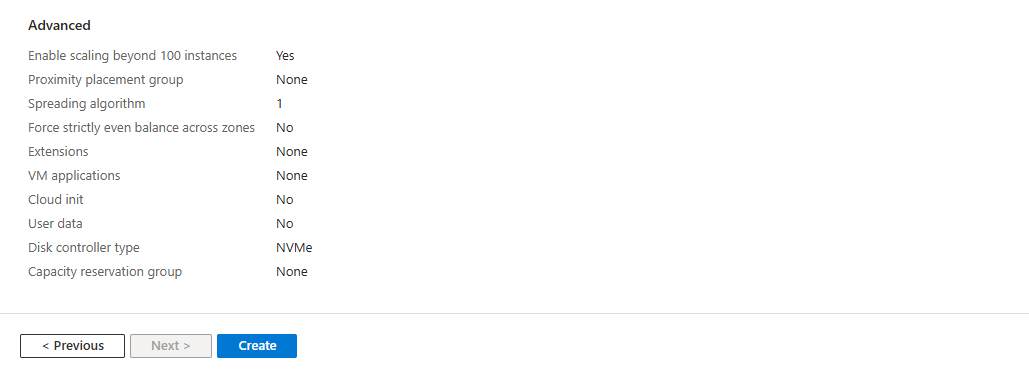 Advanced
Enable scaling beyond 100 instances Yes
Proximity placement group None
Spreading algorithm 1
Force strictly even balance across zones No
Extensions None
VM applications None
Cloud init No
User data No
Disk controller type NVMe
Capacity reservation group None
< Previous Next > Create